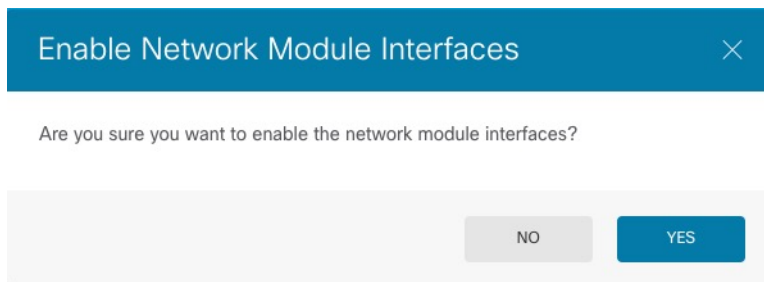 Enable Network Module Interfaces
Are you sure you want to enable the network module interfaces?
NO
YES